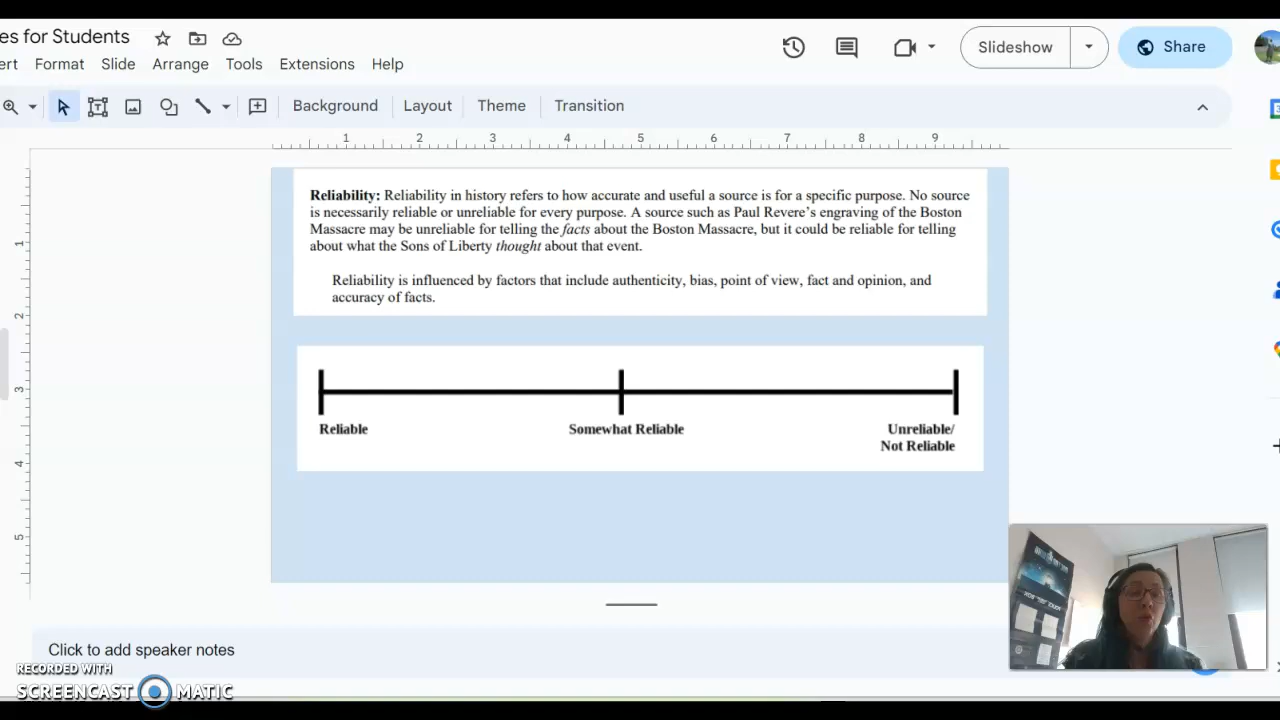 es for Students
ert Format Slide Arrange Tools Extensions Help
Slideshow
Share
Background Layout Theme Transition
1 2 3 4 5 6 7 8 9
Reliability: Reliability in history refers to how accurate and useful a source is for a specific purpose. No source
is necessarily reliable or unreliable for every purpose. A source such as Paul Revere's engraving of the Boston
Massacre may be unreliable for telling the facts about the Boston Massacre, but it could be reliable for telling
about what the Sons of Liberty thought about that event.
Reliability is influenced by factors that include authenticity, bias, point of view, fact and opinion, and
accuracy of facts.
1
2
3
4
5
Reliable Somewhat Reliable Unreliable/
Not Reliable
Click to add speaker notes
RECORDED WITH
SCREENCAST MATIC